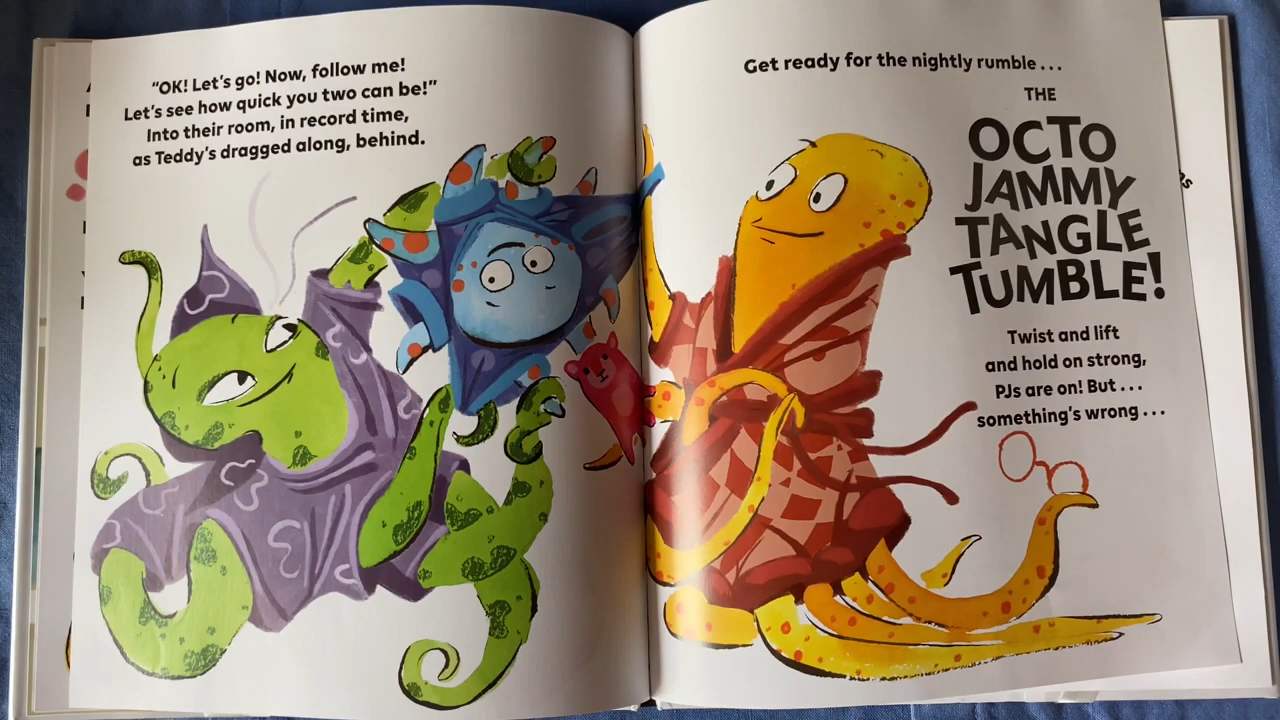 "OK! Let's go! Now, follow me!
Let's see how quick you two can be!"
Into their room, in record time,
as Teddy's dragged along, behind.
Get ready for the nightly rumble...
THE
OCTO
JAMMY
TANGLE
TUMBLE!
Twist and lift
and hold on strong,
PJs are on! But...
something's wrong...